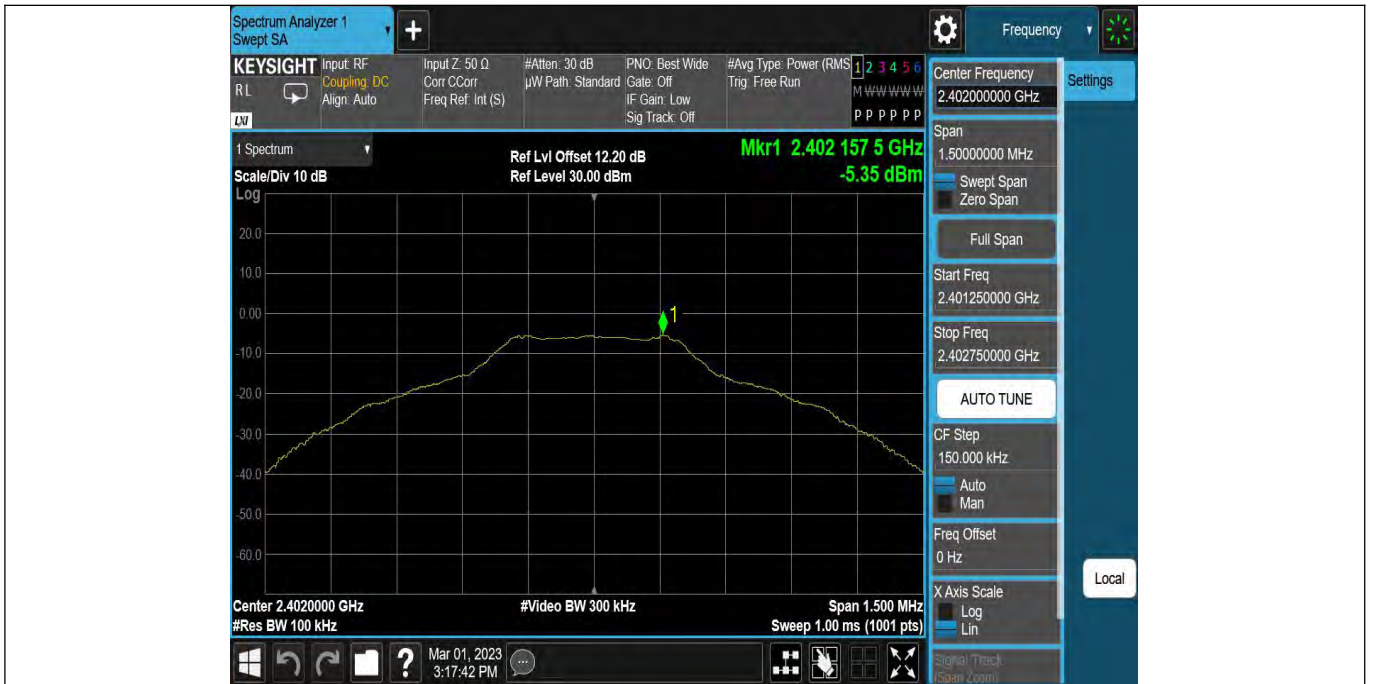 Spectrum Analyzer 1
Swept SA
+
Frequency
KEYSIGHT
RL
LXI
Input: RF
Coupling: DC
Align: Auto
Input Z: 50 Ω
Corr CCorr
Freq Ref: Int (S)
#Atten: 30 dB
µW Path: Standard
PNO: Best Wide
Gate: Off
IF Gain: Low
Sig Track: Off
#Avg Type: Power (RMS
Trig: Free Run
1 2 3 4 5 6
M W W W W W
P P P P P P
1 Spectrum
Scale/Div 10 dB
Log
Ref Lvl Offset 12.20 dB
Ref Level 30.00 dBm
Mkr1 2.402 157 5 GHz
-5.35 dBm
20.0
10.0
0.00
-10.0
-20.0
-30.0
-40.0
-50.0
-60.0
1
Center 2.4020000 GHz
#Res BW 100 kHz
#Video BW 300 kHz
Span 1.500 MHz
Sweep 1.00 ms (1001 pts)
Mar 01, 2023
3:17:42 PM
?
Center Frequency
2.402000000 GHz
Settings
Span
1.50000000 MHz
Swept Span
Zero Span
Full Span
Start Freq
2.401250000 GHz
Stop Freq
2.402750000 GHz
AUTO TUNE
CF Step
150.000 kHz
Auto
Man
Freq Offset
0 Hz
X Axis Scale
Log
Lin
Signal Track
(Span Zoom)
Local